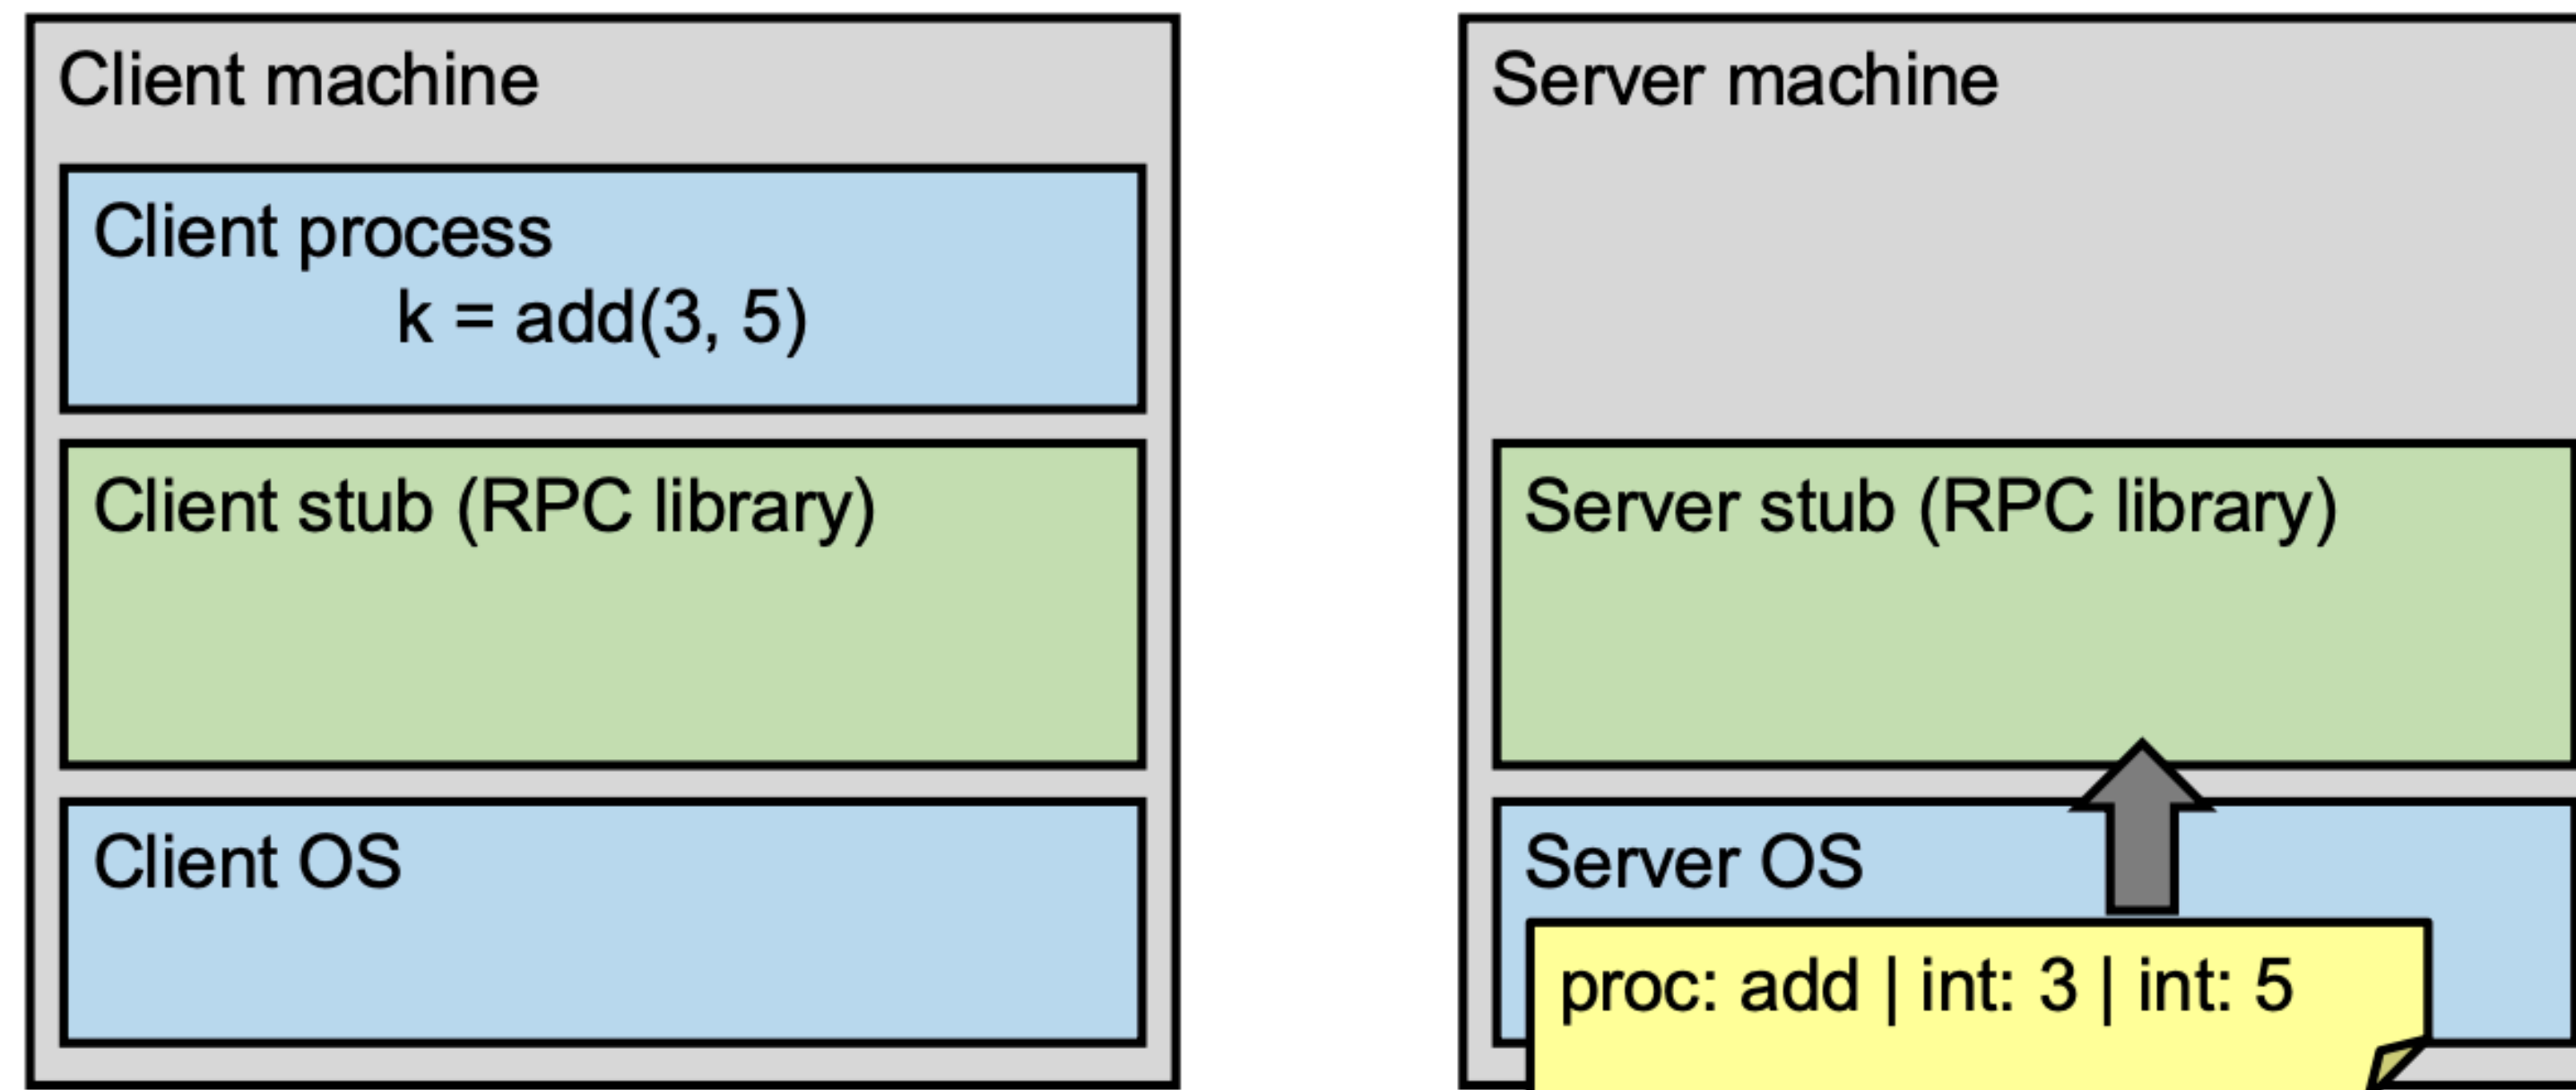 Client machine
Client process
k = add(3, 5)
Client stub (RPC library)
Client OS
Server machine
Server stub (RPC library)
Server OS
proc: add | int: 3 | int: 5